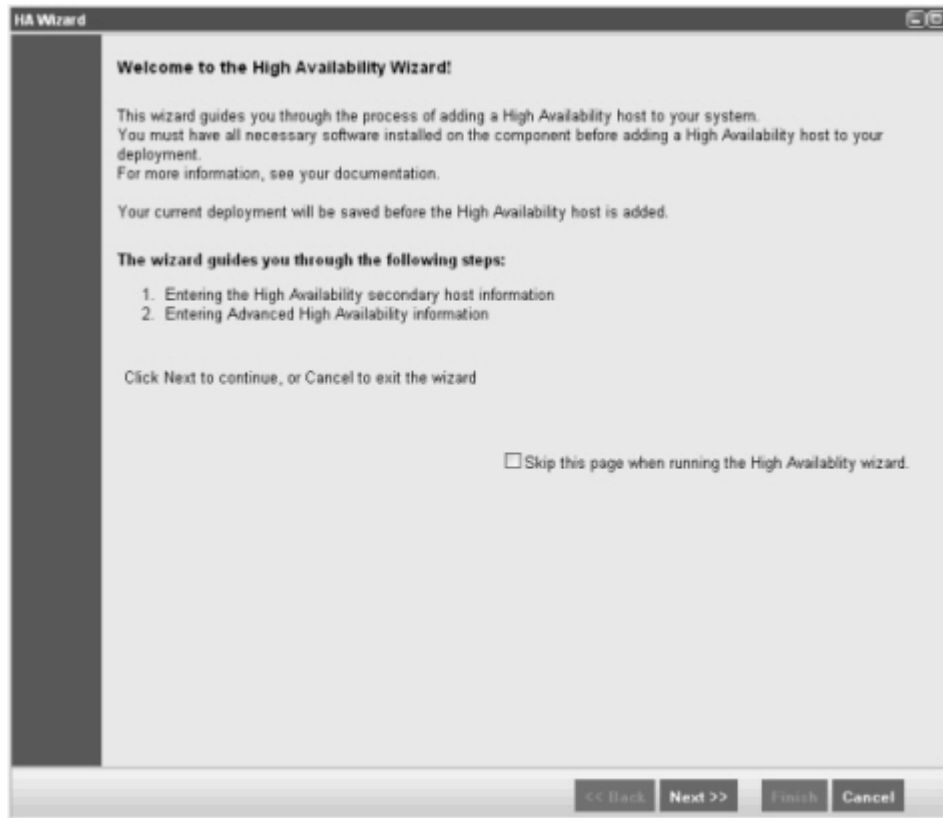 HA Wizard
Welcome to the High Availability Wizard!
This wizard guides you through the process of adding a High Availability host to your system.
You must have all necessary software installed on the component before adding a High Availability host to your
deployment.
For more information, see your documentation.
Your current deployment will be saved before the High Availability host is added.
The wizard guides you through the following steps:
1. Entering the High Availability secondary host information
2. Entering Advanced High Availability information
Click Next to continue, or Cancel to exit the wizard
Skip this page when running the High Availablity wizard.
<< Back Next >> Finish Cancel